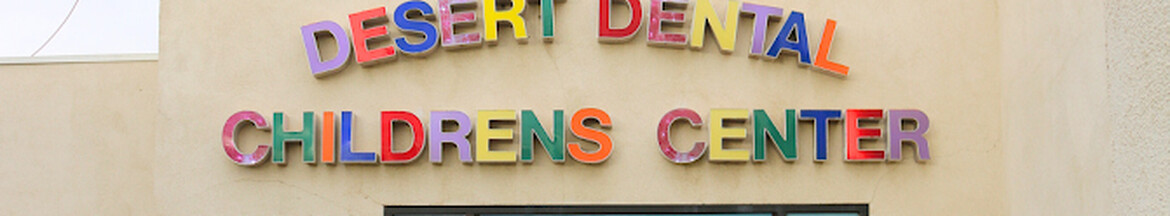 DESERT DENTAL
CHILDRENS CENTER